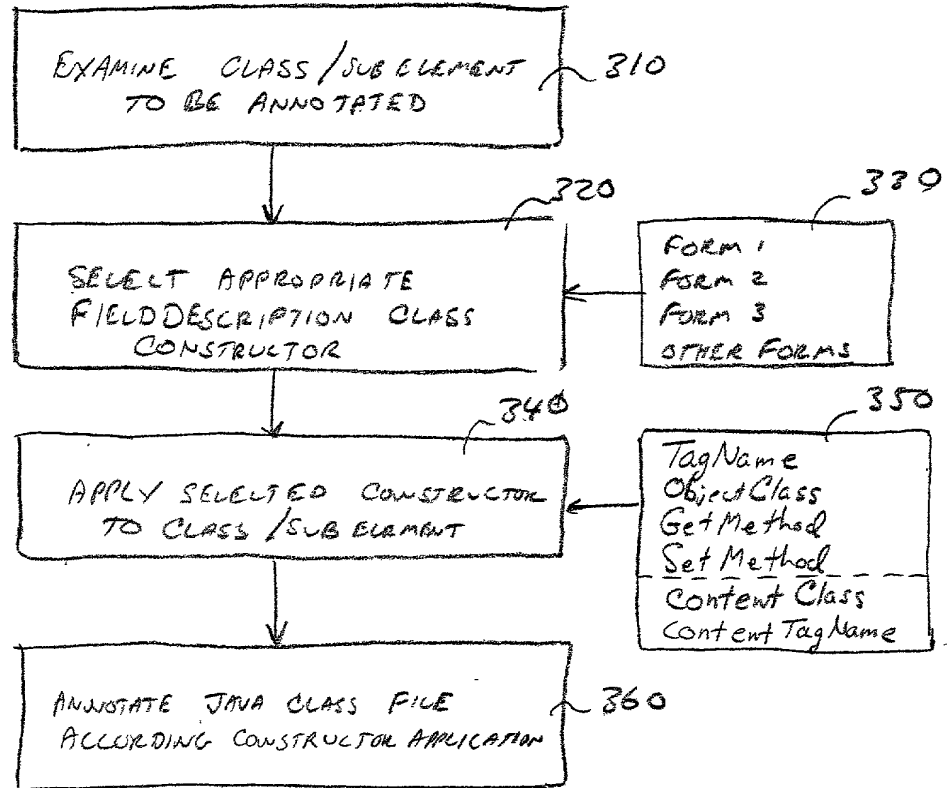 EXAMINE CLASS/SUB ELEMENT
TO BE ANNOTATED
310
320
SELECT APPROPRIATE
FIELDDESCRIPTION CLASS
CONSTRUCTOR
330
FORM 1
FORM 2
FORM 3
OTHER FORMS
340
APPLY SELECTED CONSTRUCTOR
TO CLASS/SUB ELEMENT
350
TagName
ObjectClass
GetMethod
Set Method
Content Class
Content TagName
ANNOTATE JAVA CLASS FILE
ACCORDING CONSTRUCTOR APPLICATION
360